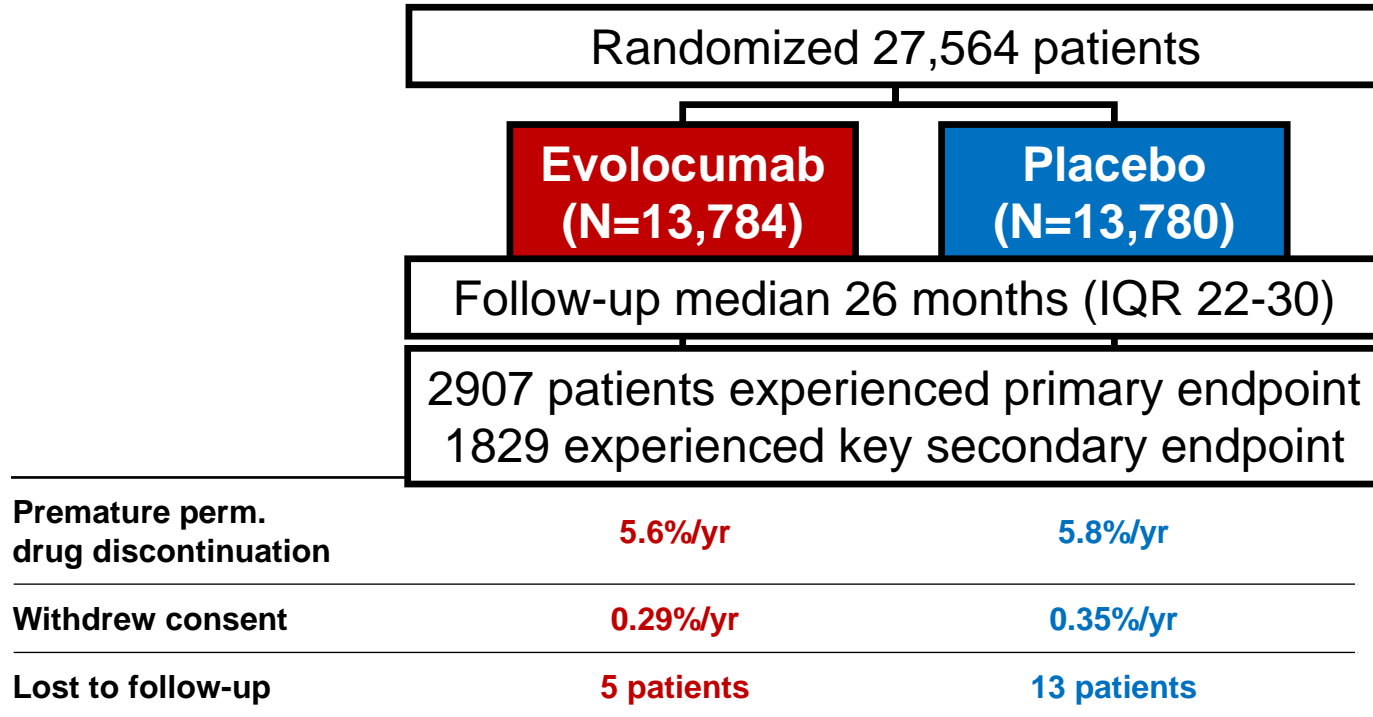 Randomized 27,564 patients
Evolocumab
(N=13,784)
Placebo
(N=13,780)
Follow-up median 26 months (IQR 22-30)
2907 patients experienced primary endpoint
1829 experienced key secondary endpoint
Premature perm.
drug discontinuation
5.6%/yr
5.8%/yr
Withdrew consent
0.29%/yr
0.35%/yr
Lost to follow-up
5 patients
13 patients